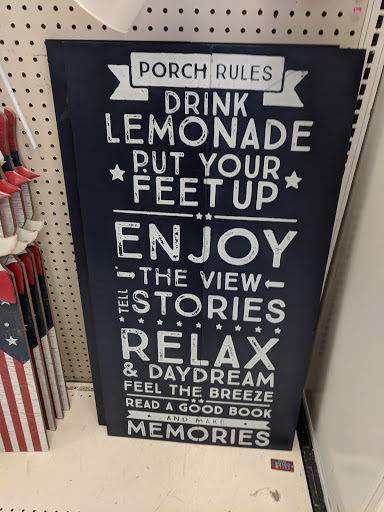 PORCH RULES
DRINK
LEMONADE
PUT YOUR
FEET UP
ENJOY
THE VIEW
TELL STORIES
RELAX
& DAYDREAM
FEEL THE BREEZE
READ A GOOD BOOK
AND MAKE
MEMORIES